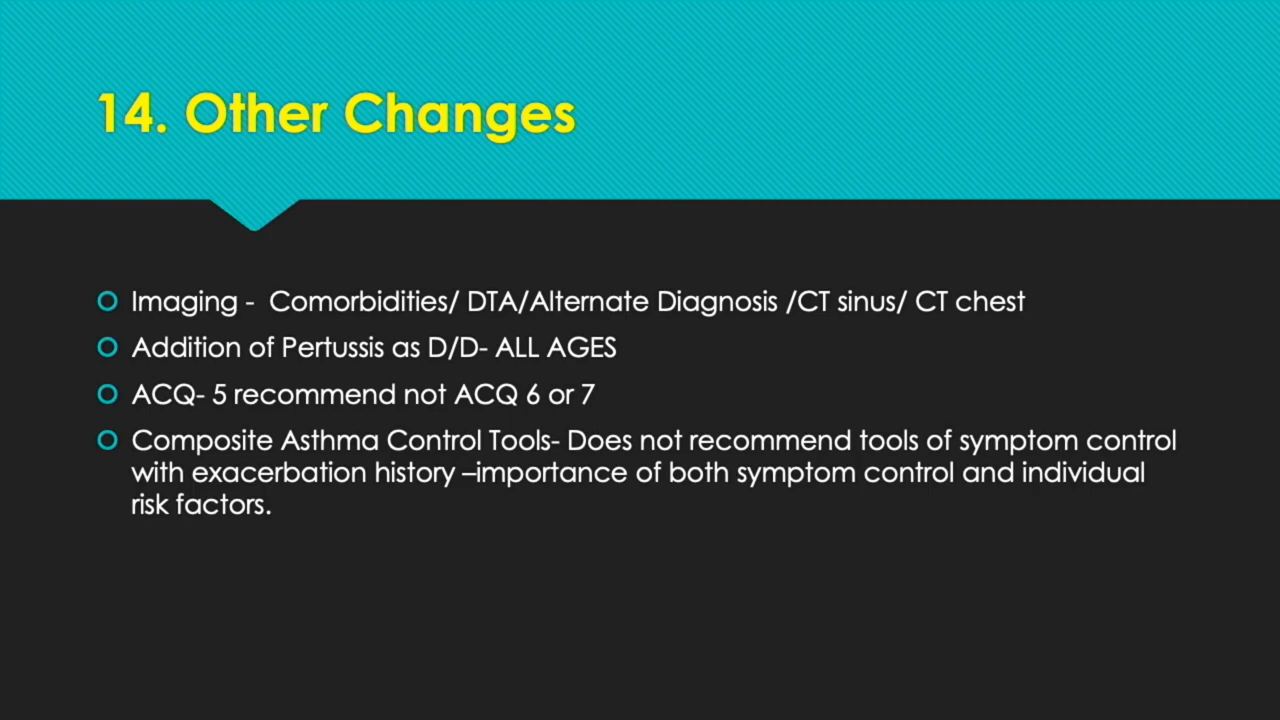 14. Other Changes
Imaging - Comorbidities/ DTA/Alternate Diagnosis /CT sinus/ CT chest
Addition of Pertussis as D/D- ALL AGES
ACQ- 5 recommend not ACQ 6 or 7
Composite Asthma Control Tools- Does not recommend tools of symptom control
with exacerbation history –importance of both symptom control and individual
risk factors.